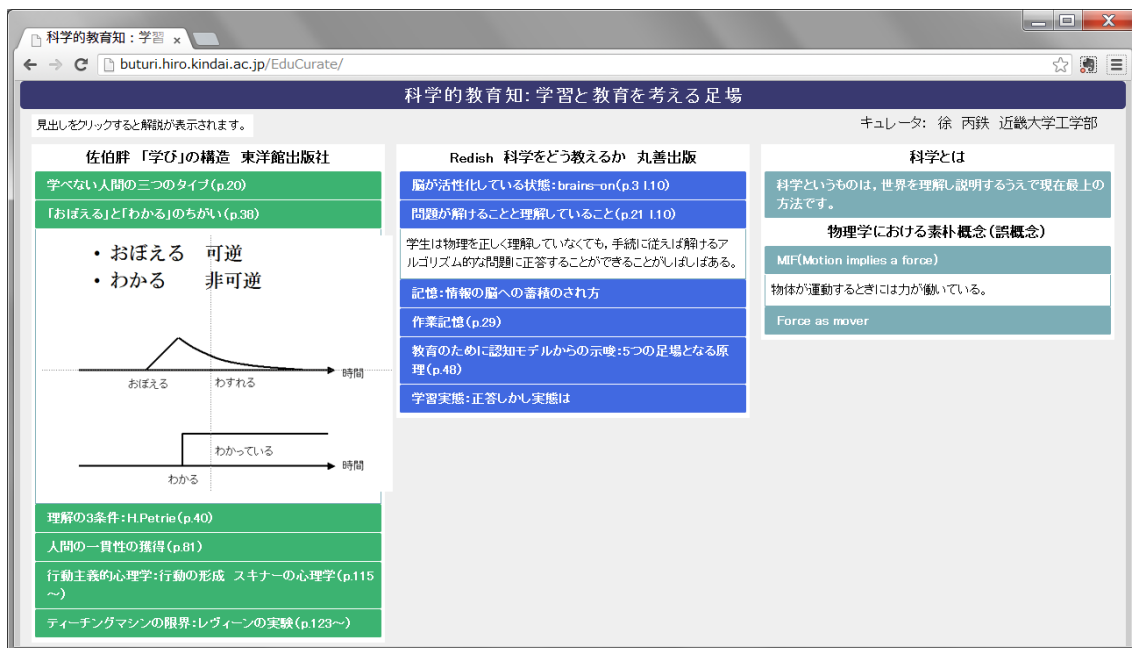 科学的教育知：学習
buturi.hiro.kindai.ac.jp/EduCurate/
科学的教育知：学習と教育を考える足場
見出しをクリックすると解説が表示されます。
キュレータ： 徐 丙鉄 近畿大学工学部
佐伯胖 「学び」の構造 東洋館出版社
学べない人間の三つのタイプ(p.20)
「おぼえる」と「わかる」のちがい(p.38)
• おぼえる 可逆
• わかる 非可逆
おぼえる わすれる 時間
わかっている
わかる 時間
理解の3条件：H.Petrie(p.40)
人間の一貫性の獲得(p.81)
行動主義的心理学：行動の形成 スキナーの心理学(p.115
～)
ティーチングマシンの限界：レヴィーンの実験(p.123～)
Redish 科学をどう教えるか 丸善出版
脳が活性化している状態：brains-on(p.3 l.10)
問題が解けることと理解していること(p.21 l.10)
学生は物理を正しく理解していなくても，手続に従えば解けるア
ルゴリズム的な問題に正答することができることがしばしばある。
記憶：情報の脳への蓄積のされ方
作業記憶(p.29)
教育のために認知モデルからの示唆：5つの足場となる原
理(p.48)
学習実態：正答しかし実態は
科学とは
科学というものは，世界を理解し説明するうえで現在最上の
方法です。
物理学における素朴概念（誤概念）
MIF(Motion implies a force)
物体が運動するときには力が働いている。
Force as mover